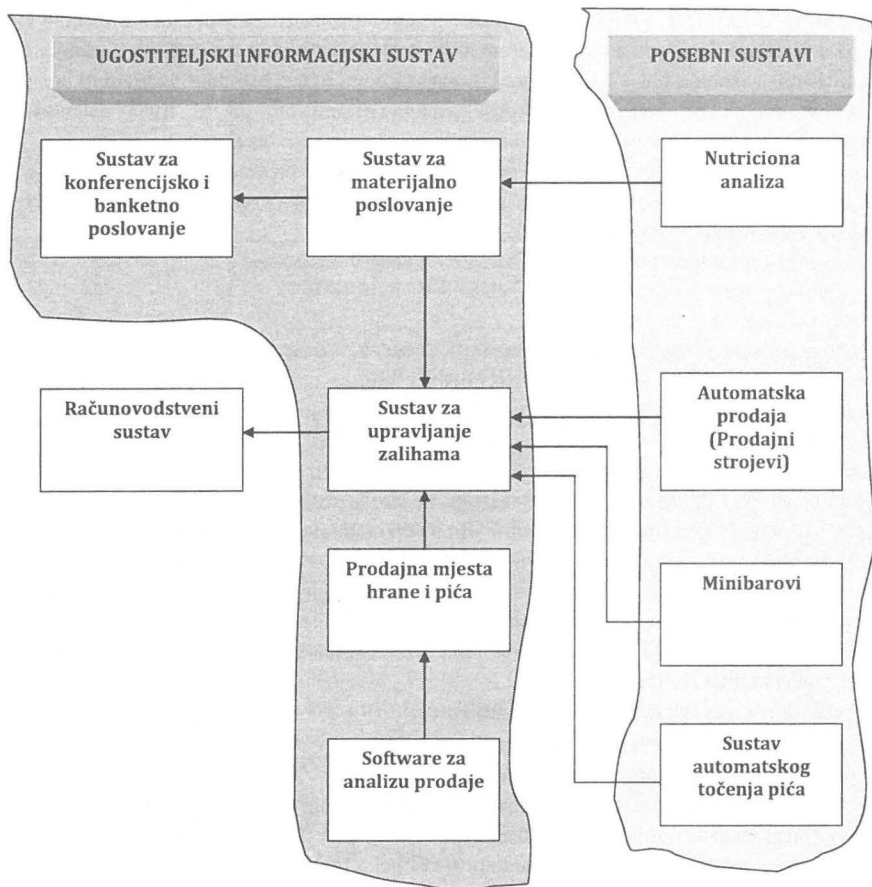 UGOSTITELJSKI INFORMACIJSKI SUSTAV
POSEBNI SUSTAVI
Sustav za
konferencijsko i
banketno
poslovanje
Sustav za
materijalno
poslovanje
Nutriciona
analiza
Računovodstveni
sustav
Sustav za
upravljanje
zalihama
Automatska
prodaja
(Prodajni
strojevi)
Prodajna mjesta
hrane i pića
Minibarovi
Software za
analizu prodaje
Sustav
automatskog
točenja pića